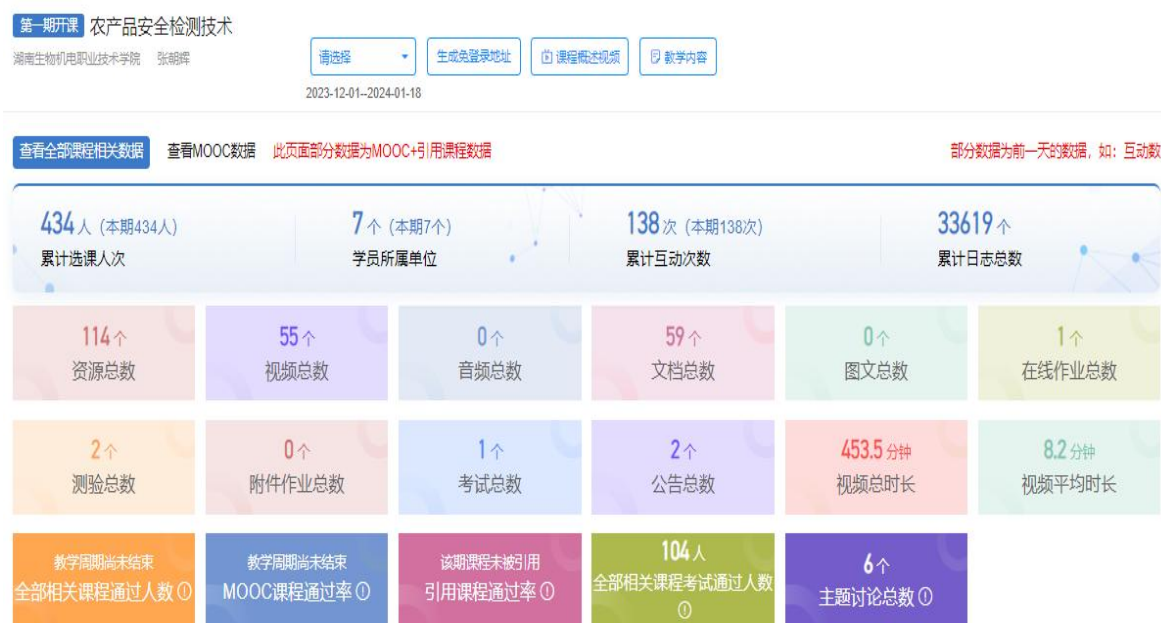 第一期开课 农产品安全检测技术
湖南生物机电职业技术学院 张朝辉
请选择 生成免登录地址 课程概述视频 教学内容
2023-12-01--2024-01-18
查看全部课程相关数据 查看MOOC数据 此页面部分数据为MOOC+引用课程数据 部分数据为前一天的数据，如：互动数
434人（本期434人） 7个（本期7个） 138次（本期138次） 33619个
累计选课人次 学员所属单位 累计互动次数 累计日志总数
114个 55个 0个 59个 0个 1个
资源总数 视频总数 音频总数 文档总数 图文总数 在线作业总数
2个 0个 1个 2个 453.5分钟 8.2分钟
测验总数 附件作业总数 考试总数 公告总数 视频总时长 视频平均时长
教学周期尚未结束 教学周期尚未结束 该期课程未被引用 104人 6个
全部相关课程通过人数 MOOC课程通过率 引用课程通过率 全部相关课程考试通过人数 主题讨论总数